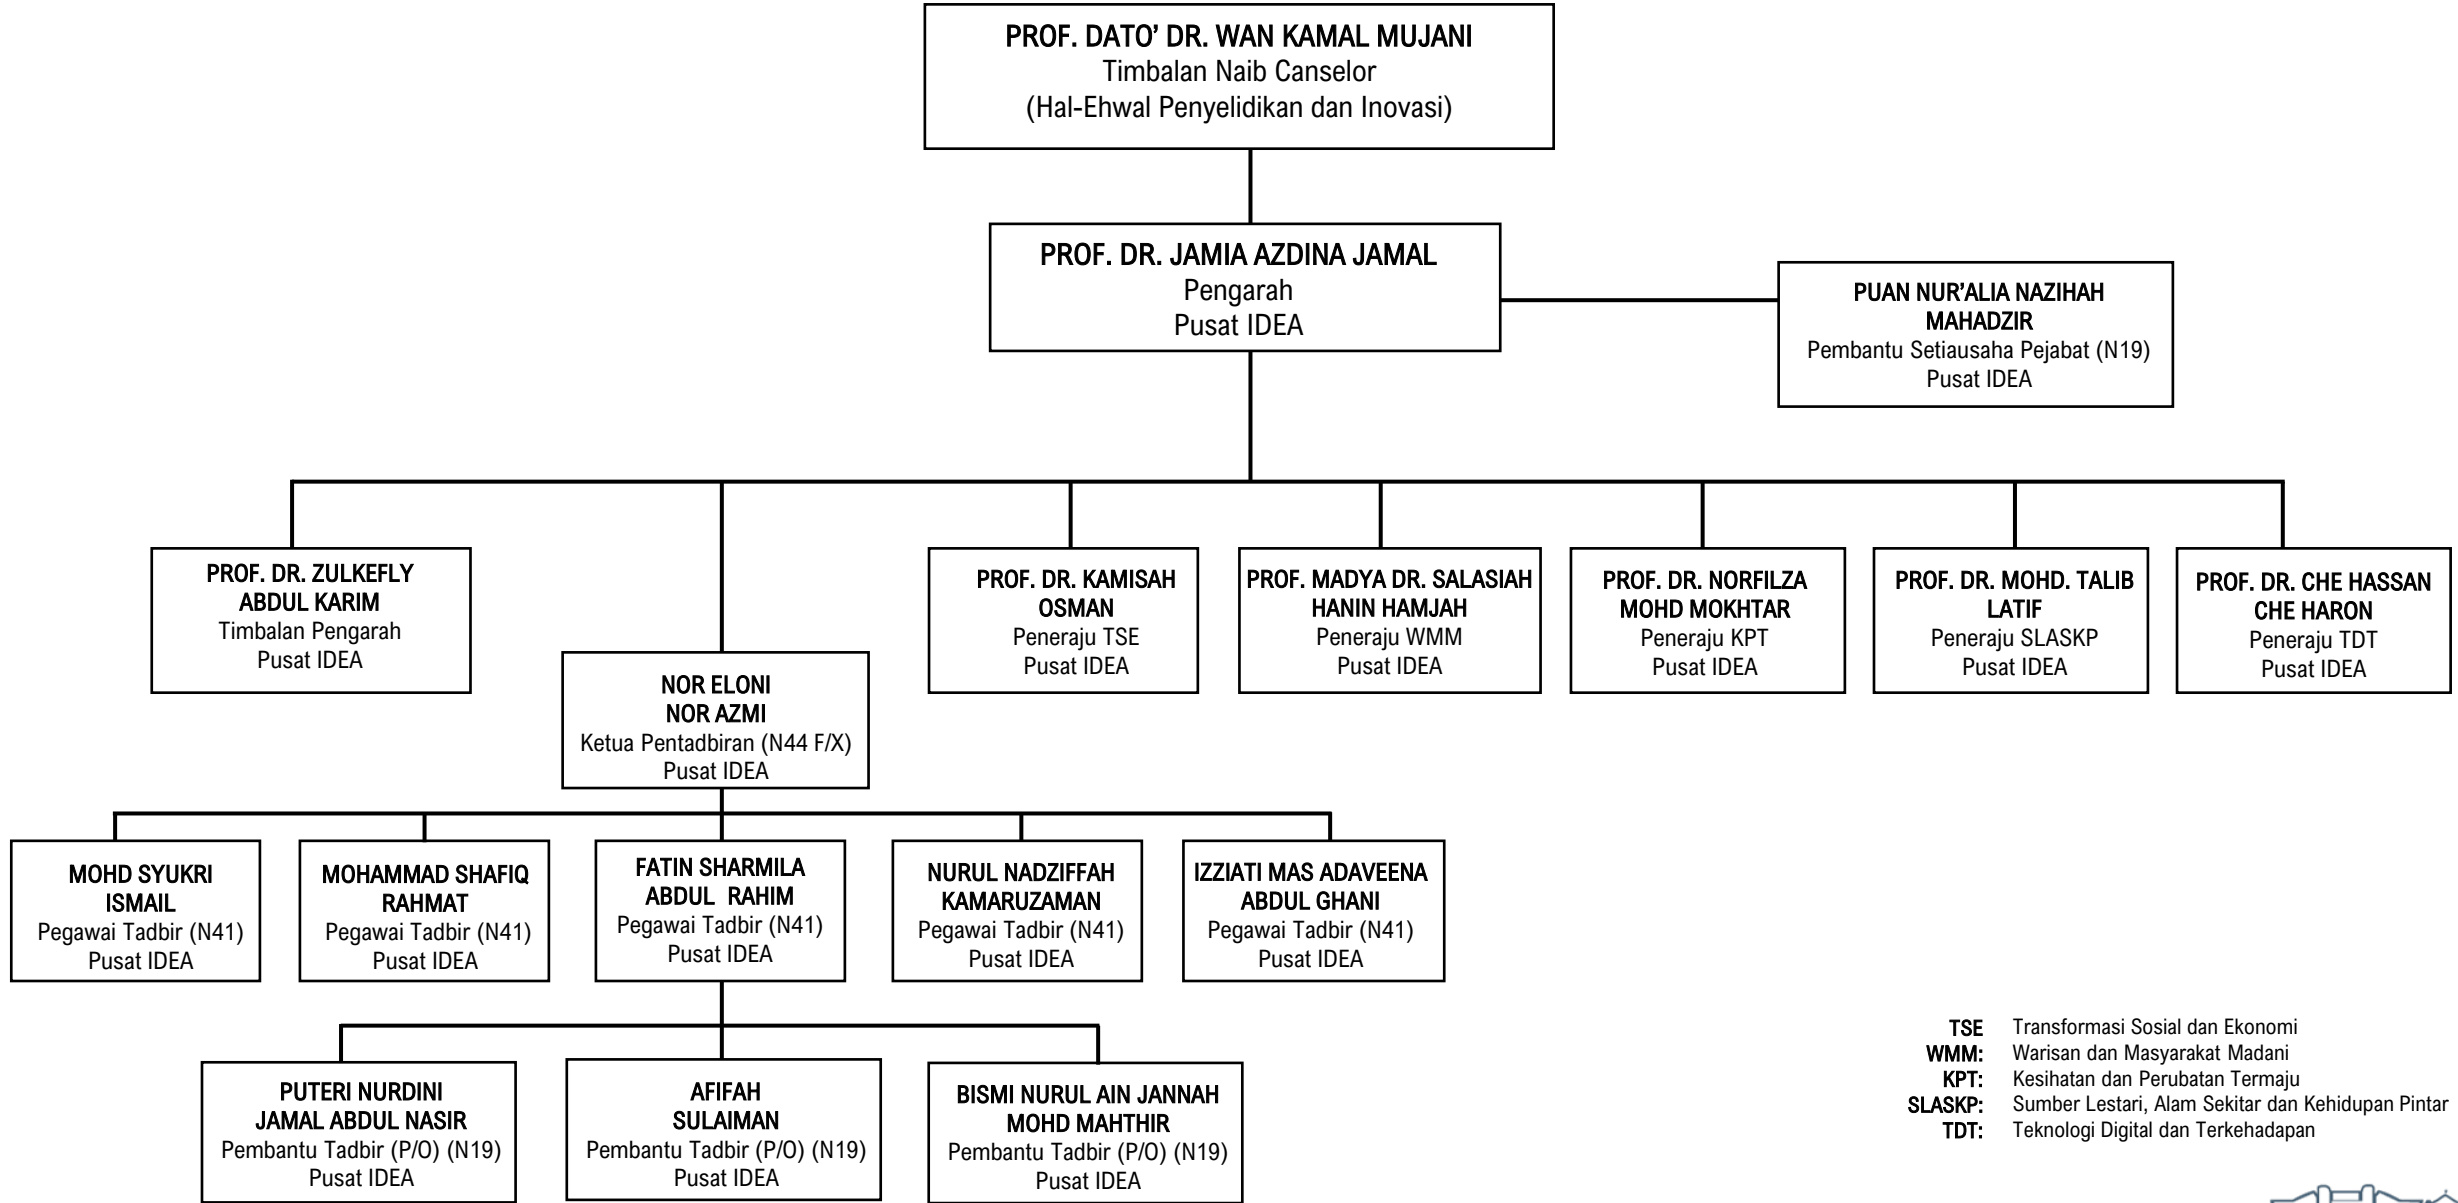 PROF. DATO’ DR. WAN KAMAL MUJANI
Timbalan Naib Canselor
(Hal-Ehwal Penyelidikan dan Inovasi)
PROF. DR. JAMIA AZDINA JAMAL
Pengarah
Pusat IDEA
PUAN NUR’ALIA NAZIHAH
MAHADZIR
Pembantu Setiausaha Pejabat (N19)
Pusat IDEA
PROF. DR. ZULKEFLY
ABDUL KARIM
Timbalan Pengarah
Pusat IDEA
NOR ELONI
NOR AZMI
Ketua Pentadbiran (N44 F/X)
Pusat IDEA
PROF. DR. KAMISAH
OSMAN
Peneraju TSE
Pusat IDEA
PROF. MADYA DR. SALASIAH
HANIN HAMJAH
Peneraju WMM
Pusat IDEA
PROF. DR. NORFILZA
MOHD MOKHTAR
Peneraju KPT
Pusat IDEA
PROF. DR. MOHD. TALIB
LATIF
Peneraju SLASKP
Pusat IDEA
PROF. DR. CHE HASSAN
CHE HARON
Peneraju TDT
Pusat IDEA
MOHD SYUKRI
ISMAIL
Pegawai Tadbir (N41)
Pusat IDEA
MOHAMMAD SHAFIQ
RAHMAT
Pegawai Tadbir (N41)
Pusat IDEA
FATIN SHARMILA
ABDUL RAHIM
Pegawai Tadbir (N41)
Pusat IDEA
NURUL NADZIFFAH
KAMARUZAMAN
Pegawai Tadbir (N41)
Pusat IDEA
IZZIATI MAS ADAVEENA
ABDUL GHANI
Pegawai Tadbir (N41)
Pusat IDEA
PUTERI NURDINI
JAMAL ABDUL NASIR
Pembantu Tadbir (P/O) (N19)
Pusat IDEA
AFIFAH
SULAIMAN
Pembantu Tadbir (P/O) (N19)
Pusat IDEA
BISMI NURUL AIN JANNAH
MOHD MAHTHIR
Pembantu Tadbir (P/O) (N19)
Pusat IDEA
TSE Transformasi Sosial dan Ekonomi
WMM: Warisan dan Masyarakat Madani
KPT: Kesihatan dan Perubatan Termaju
SLASKP: Sumber Lestari, Alam Sekitar dan Kehidupan Pintar
TDT: Teknologi Digital dan Terkehadapan